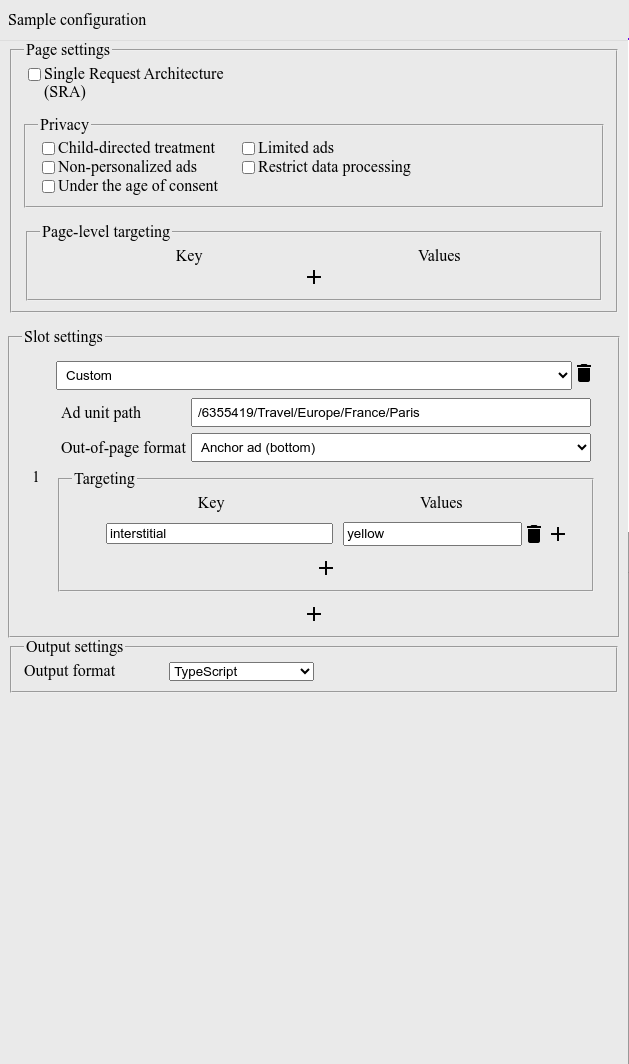 Sample configuration
Page settings
Single Request Architecture
(SRA)
Privacy
Child-directed treatment
Limited ads
Non-personalized ads
Restrict data processing
Under the age of consent
Page-level targeting
Key Values
Slot settings
Custom
Ad unit path /6355419/Travel/Europe/France/Paris
Out-of-page format Anchor ad (bottom)
1
Targeting
Key Values
interstitial yellow
Output settings
Output format TypeScript